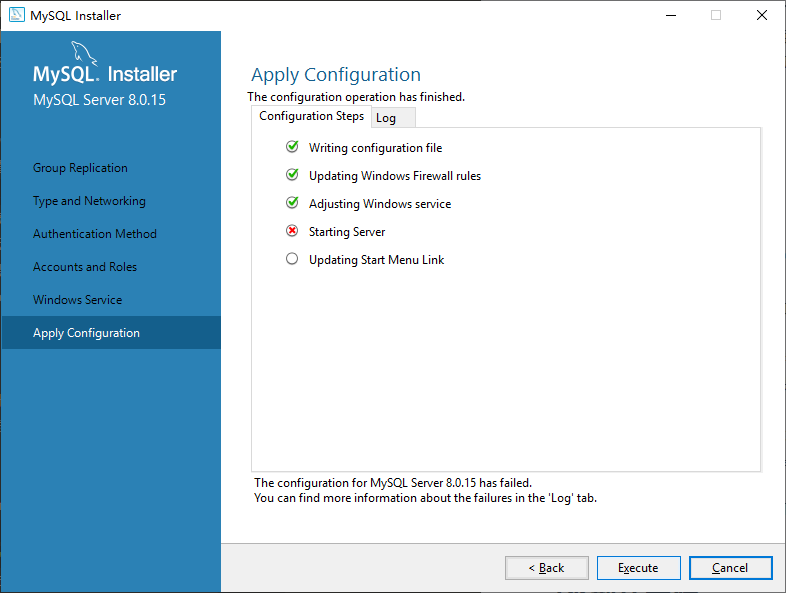 MySQL Installer
MySQL. Installer
MySQL Server 8.0.15
Group Replication
Type and Networking
Authentication Method
Accounts and Roles
Windows Service
Apply Configuration
Apply Configuration
The configuration operation has finished.
Configuration Steps
Log
Writing configuration file
Updating Windows Firewall rules
Adjusting Windows service
Starting Server
Updating Start Menu Link
The configuration for MySQL Server 8.0.15 has failed.
You can find more information about the failures in the 'Log' tab.
< Back
Execute
Cancel